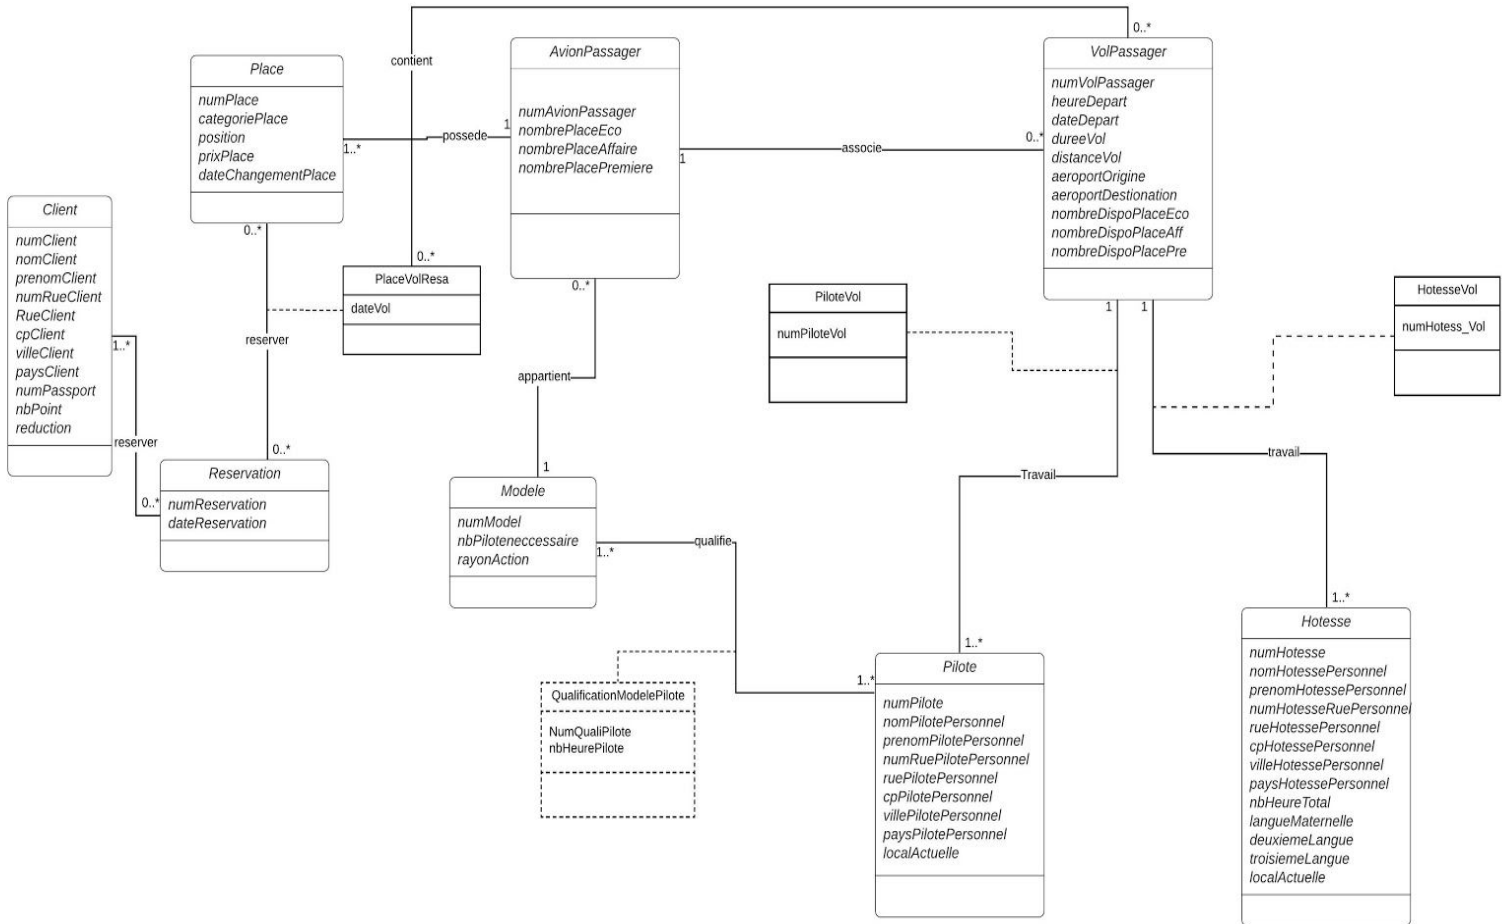 contient
0..*
Place
numPlace
categoriePlace
position
prixPlace
dateChangementPlace
1..*
possede
1
AvionPassager
numAvionPassager
nombrePlaceEco
nombrePlaceAffaire
nombrePlacePremiere
1
associe
0..*
VolPassager
numVolPassager
heureDepart
dateDepart
dureeVol
distanceVol
aeroportOrigine
aeroportDestionation
nombreDispoPlaceEco
nombreDispoPlaceAff
nombreDispoPlacePre
Client
numClient
nomClient
prenomClient
numRueClient
RueClient
cpClient
villeClient
paysClient
numPassport
nbPoint
reduction
1..*
reserver
0..*
0..*
reserver
0..*
0..*
PlaceVolResa
dateVol
0..*
appartient
1
PiloteVol
numPiloteVol
1
1
HotesseVol
numHotess_Vol
Reservation
numReservation
dateReservation
Modele
numModel
nbPiloteneccessaire
rayonAction
1..*
qualifie
1..*
Travail
1..*
travail
1..*
QualificationModelePilote
NumQualiPilote
nbHeurePilote
Pilote
numPilote
nomPilotePersonnel
prenomPilotePersonnel
numRuePilotePersonnel
ruePilotePersonnel
cpPilotePersonnel
villePilotePersonnel
paysPilotePersonnel
localActuelle
Hotesse
numHotesse
nomHotessePersonnel
prenomHotessePersonnel
numHotesseRuePersonnel
rueHotessePersonnel
cpHotessePersonnel
villeHotessePersonnel
paysHotessePersonnel
nbHeureTotal
langueMaternelle
deuxiemeLangue
troisiemeLangue
localActuelle